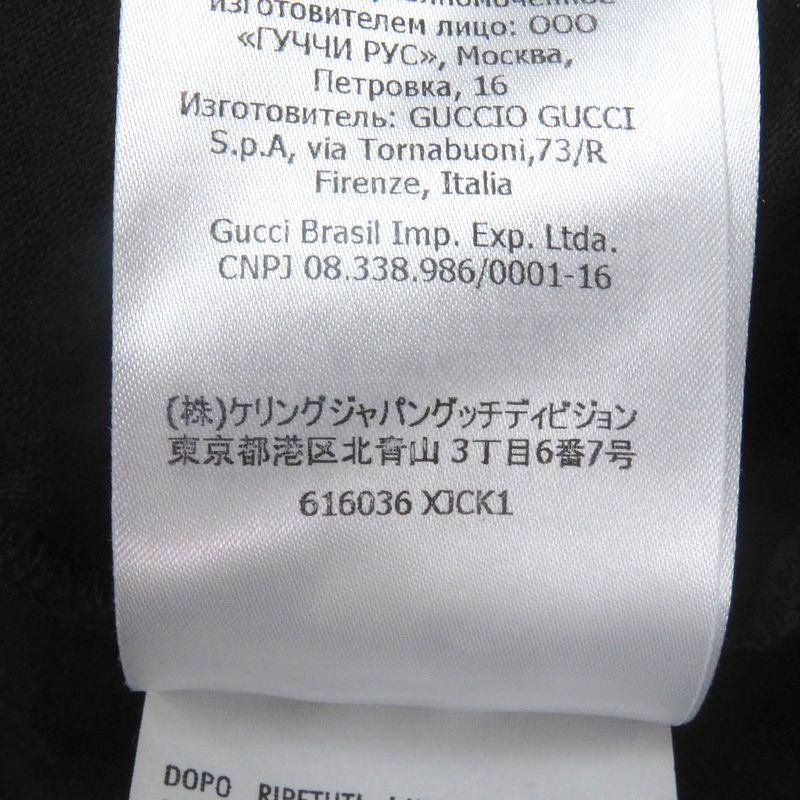 изготовителем лицо: ООО
«ГУЧЧИ РУС», Москва,
Петровка, 16
Изготовитель: GUCCIO GUCCI
S.p.A, via Tornabuoni,73/R
Firenze, Italia
Gucci Brasil Imp. Exp. Ltda.
CNPJ 08.338.986/0001-16
(株)ケリングジャパングッチディビジョン
東京都港区北青山 3丁目6番7号
616036 XJCK1
DOPO RIPETUTI